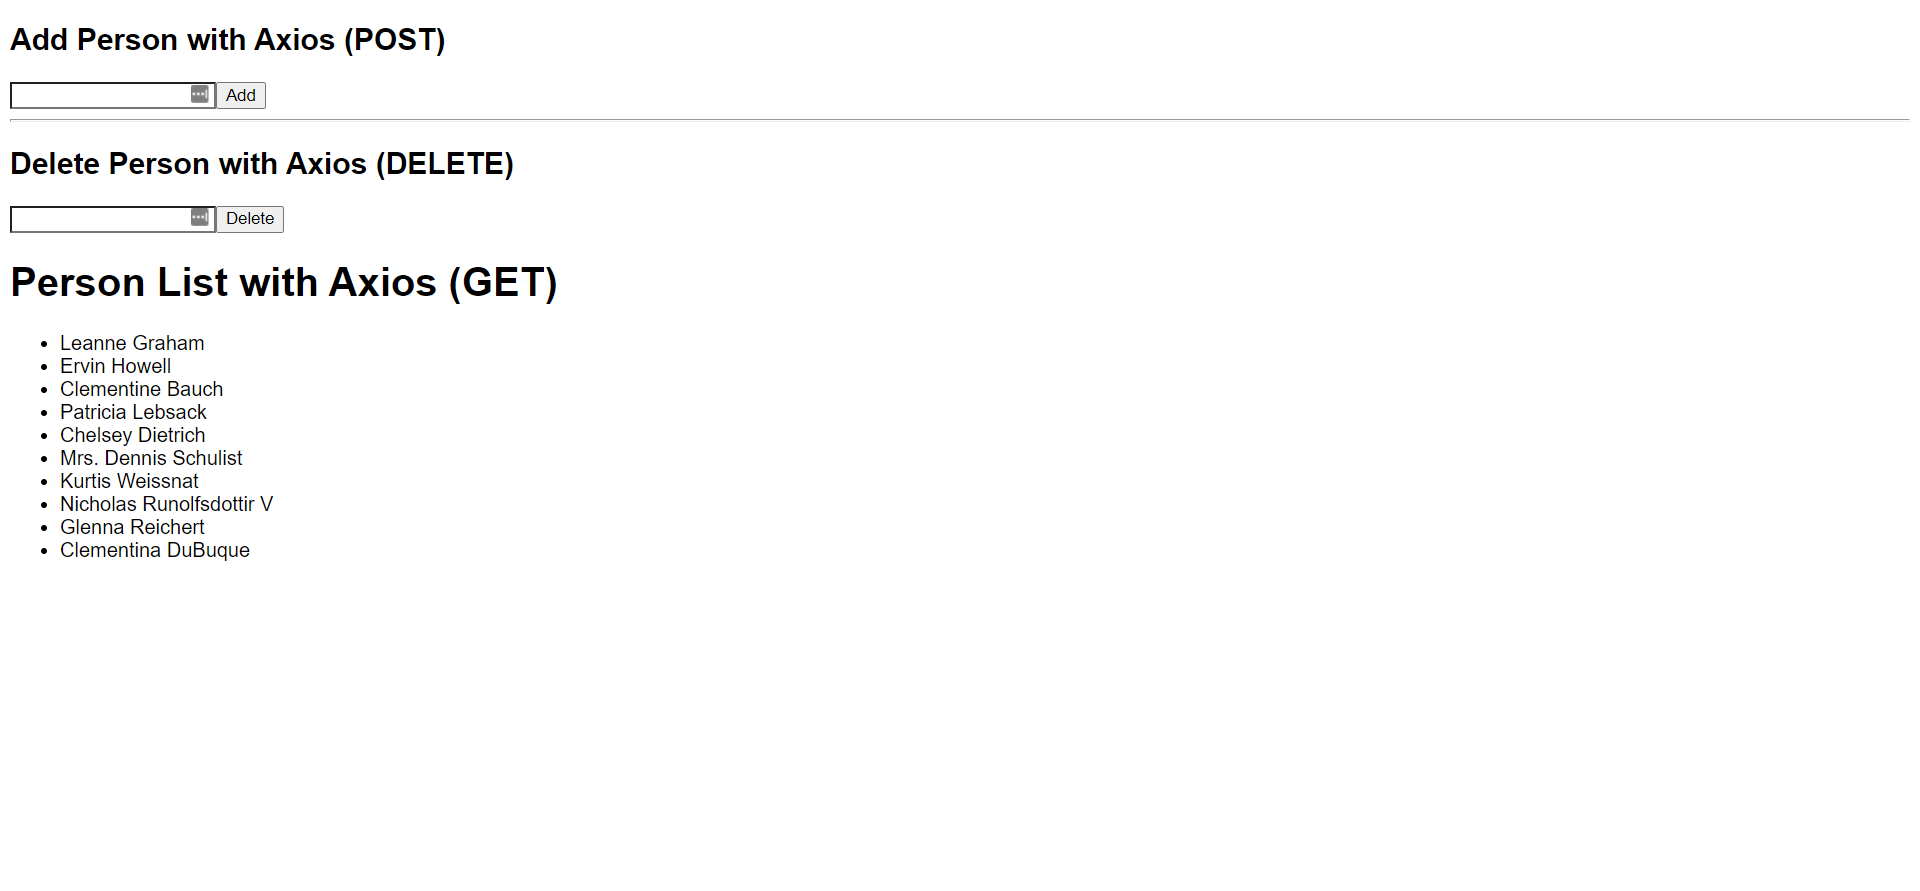 Add Person with Axios (POST)
Add
Delete Person with Axios (DELETE)
Delete
Person List with Axios (GET)
Leanne Graham
Ervin Howell
Clementine Bauch
Patricia Lebsack
Chelsey Dietrich
Mrs. Dennis Schulist
Kurtis Weissnat
Nicholas Runolfsdottir V
Glenna Reichert
Clementina DuBuque